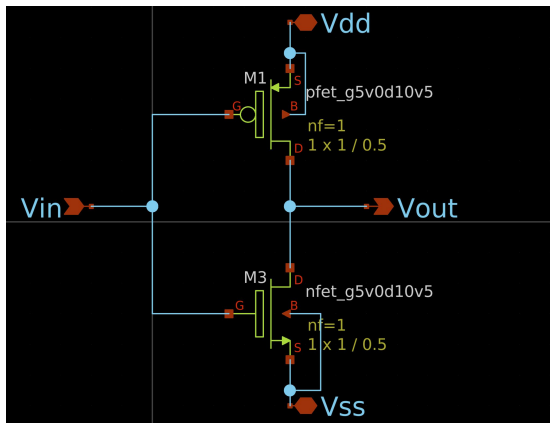 Vdd
M1
S
pfet_g5v0d10v5
G
B
nf=1
1 x 1 / 0.5
D
Vin
Vout
M3
D
nfet_g5v0d10v5
G
B
nf=1
1 x 1 / 0.5
S
Vss